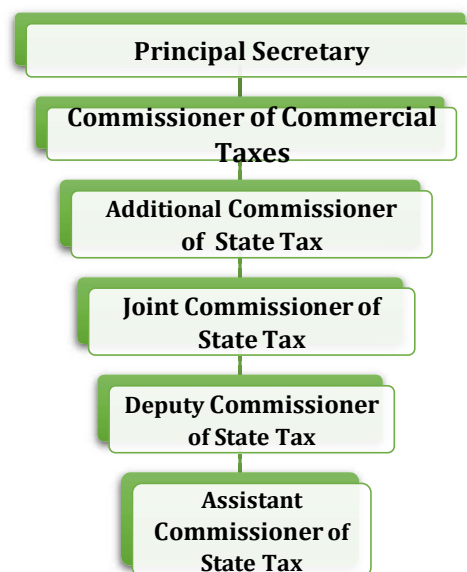 Principal Secretary
Commissioner of Commercial
Taxes
Additional Commissioner
of State Tax
Joint Commissioner of
State Tax
Deputy Commissioner
of State Tax
Assistant
Commissioner of
State Tax